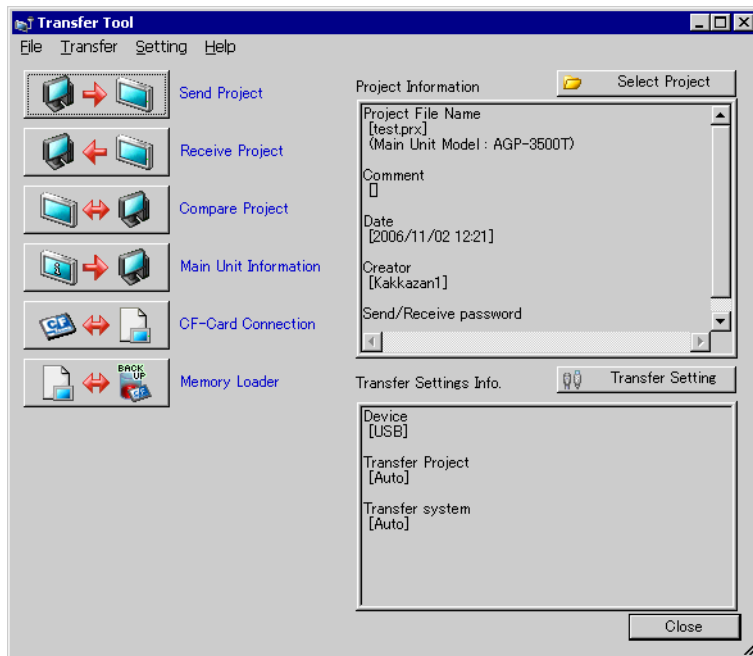 Transfer Tool
File Transfer Setting Help
Send Project
Receive Project
Compare Project
Main Unit Information
CF
CF-Card Connection
BACK
UP
CF
Memory Loader
Project Information
Select Project
Project File Name
[test.prx]
(Main Unit Model : AGP-3500T)
Comment
[]
Date
[2006/11/02 12:21]
Creator
[Kakkazan1]
Send/Receive password
Transfer Settings Info.
Transfer Setting
Device
[USB]
Transfer Project
[Auto]
Transfer system
[Auto]
Close